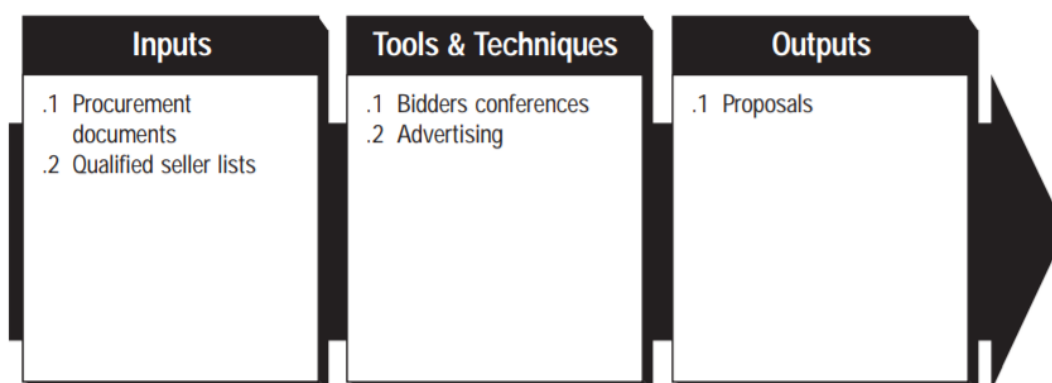 Inputs
.1 Procurement
documents
.2 Qualified seller lists
Tools & Techniques
.1 Bidders conferences
.2 Advertising
Outputs
.1 Proposals